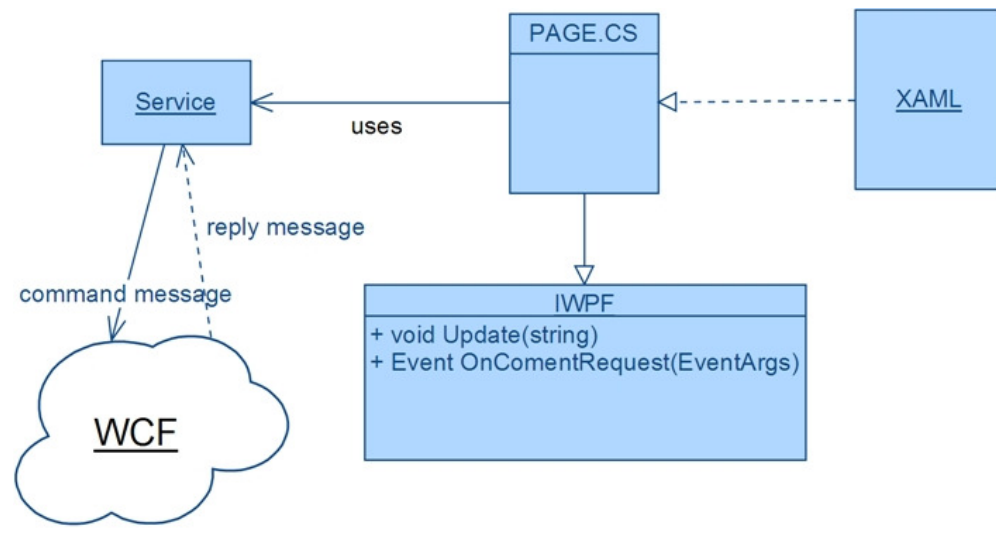 PAGE.CS
Service
XAML
uses
reply message
command message
IWPF
+ void Update(string)
+ Event OnComentRequest(EventArgs)
WCF